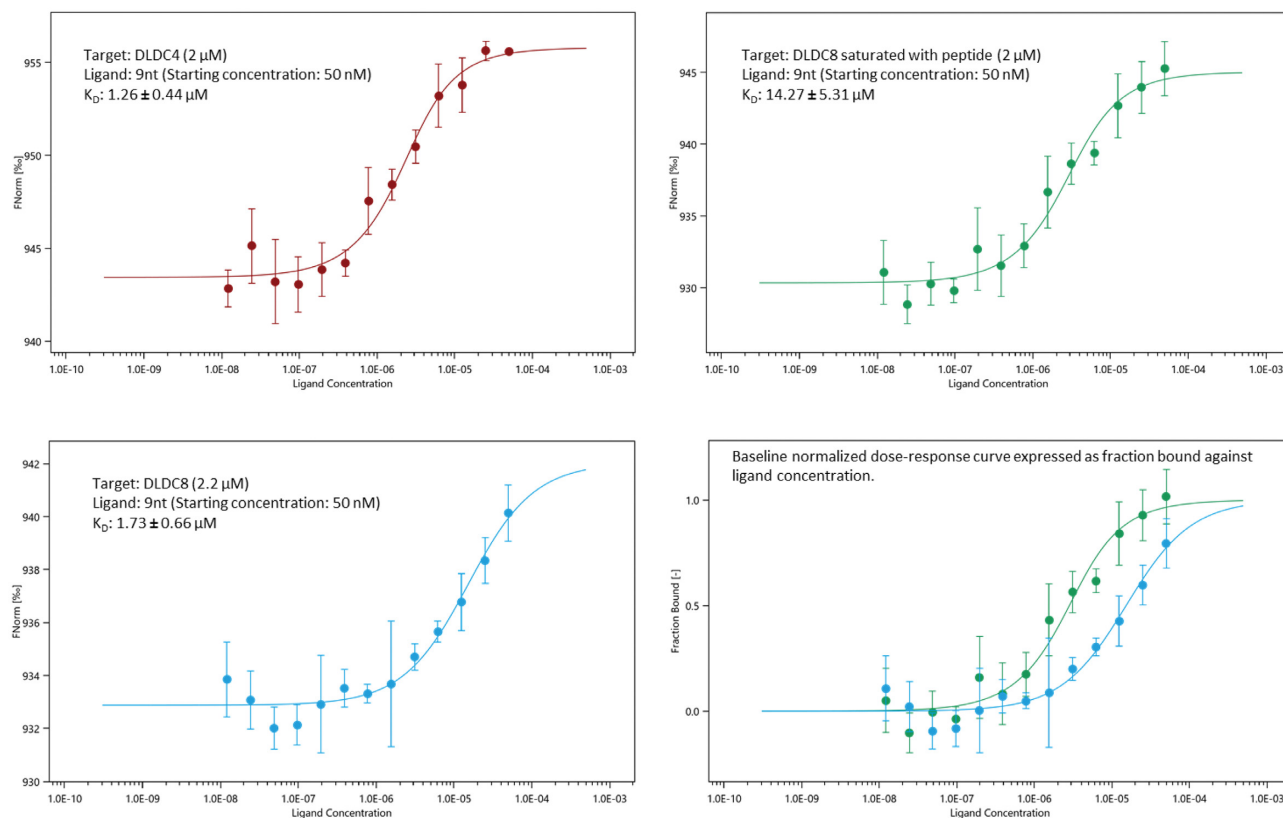 Target: DLDC4 (2 µM)
Ligand: 9nt (Starting concentration: 50 nM)
KD: 1.26 ± 0.44 µM
955
950
945
940
FNorm [‰]
1.0E-10 1.0E-09 1.0E-08 1.0E-07 1.0E-06 1.0E-05 1.0E-04 1.0E-03
Ligand Concentration
Target: DLDC8 saturated with peptide (2 µM)
Ligand: 9nt (Starting concentration: 50 nM)
KD: 14.27 ± 5.31 µM
945
940
935
930
FNorm [‰]
1.0E-10 1.0E-09 1.0E-08 1.0E-07 1.0E-06 1.0E-05 1.0E-04 1.0E-03
Ligand Concentration
Target: DLDC8 (2.2 µM)
Ligand: 9nt (Starting concentration: 50 nM)
KD: 1.73 ± 0.66 µM
942
940
938
936
934
932
930
FNorm [‰]
1.0E-10 1.0E-09 1.0E-08 1.0E-07 1.0E-06 1.0E-05 1.0E-04 1.0E-03
Ligand Concentration
Baseline normalized dose-response curve expressed as fraction bound against
ligand concentration.
1.0
0.5
0.0
Fraction Bound [-]
1.0E-10 1.0E-09 1.0E-08 1.0E-07 1.0E-06 1.0E-05 1.0E-04 1.0E-03
Ligand Concentration